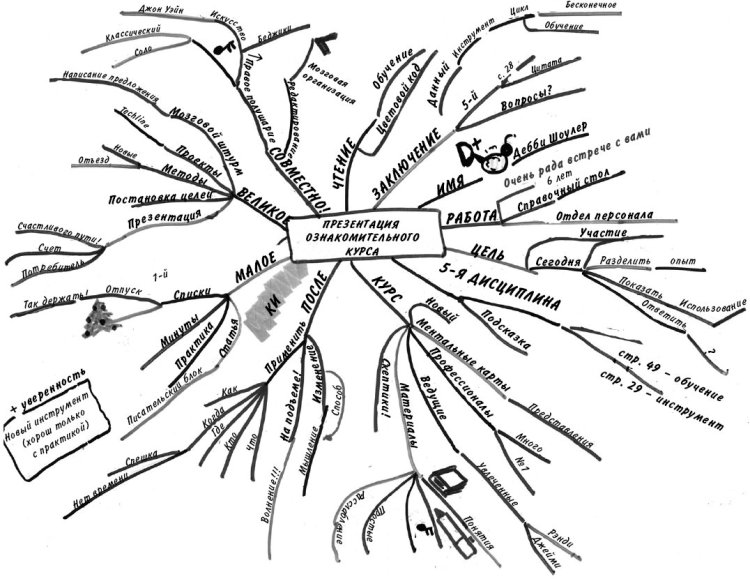 ПРЕЗЕНТАЦИЯ
ОЗНАКОМИТЕЛЬНОГО
КУРСА
ЧТЕНИЕ
Обучение
Цветовой код
ЗАКЛЮЧЕНИЕ
Данный
Инструмент
Цикл
Бесконечное
Обучение
5-й
с. 28
Цитата
Вопросы?
ИМЯ
D+
Дебби Шоулер
РАБОТА
Очень рада встрече с вами
6 лет
Справочный стол
Отдел персонала
ЦЕЛЬ
Сегодня
Участие
Разделить
опыт
Показать
Использование
Ответить
?
5-Я ДИСЦИПЛИНА
Подсказка
стр. 49 – обучение
стр. 29 – инструмент
КУРС
Новый
Ментальные карты
Представления
Профессионалы
Много
№1
Ведущие
Увлеченные
Рэнди
Джейми
Материалы
Понятия
Простые
Расслабление
Скептики!
ПОСЛЕ
КИ
Применить
Изменение
Способ
Мышление
На подъеме!
Волнение!!!
Что
Кто
Где
Когда
Как
Спешка
Нет времени
МАЛОЕ
Списки
1-й
Отпуск
Так держать!
Минуты
Практика
Статья
Писательский блок
+ уверенность
Новый инструмент
(хорош только
с практикой)
ВЕЛИКОЕ
Мозговой штурм
Написание предложения
Проекты
Techline
Методы
Новые
Отъезд
Постановка целей
Презентация
Счастливого пути!
Счет
Потребитель
СОВМЕСТНО!
Правое полушарие
Искусство
Джон Уэйн
Классический
Соло
Беджики
Редактирование
Мозговая
организация